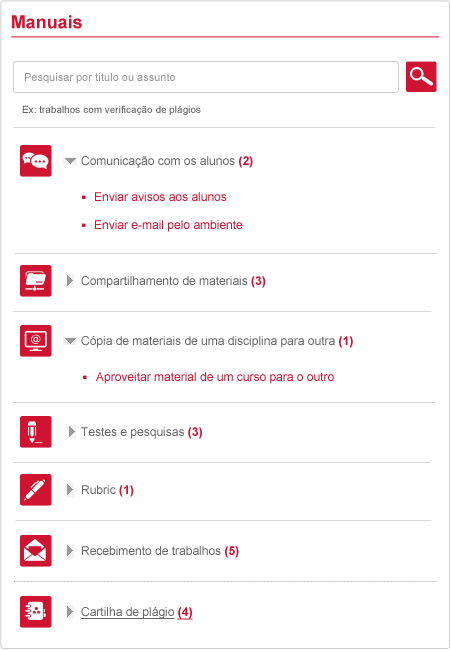 Manuais
Pesquisar por título ou assunto
Ex: trabalhos com verificação de plágios
Comunicação com os alunos (2)
Enviar avisos aos alunos
Enviar e-mail pelo ambiente
Compartilhamento de materiais (3)
@
Cópia de materiais de uma disciplina para outra (1)
Aproveitar material de um curso para o outro
Testes e pesquisas (3)
Rubric (1)
Recebimento de trabalhos (5)
Cartilha de plágio (4)